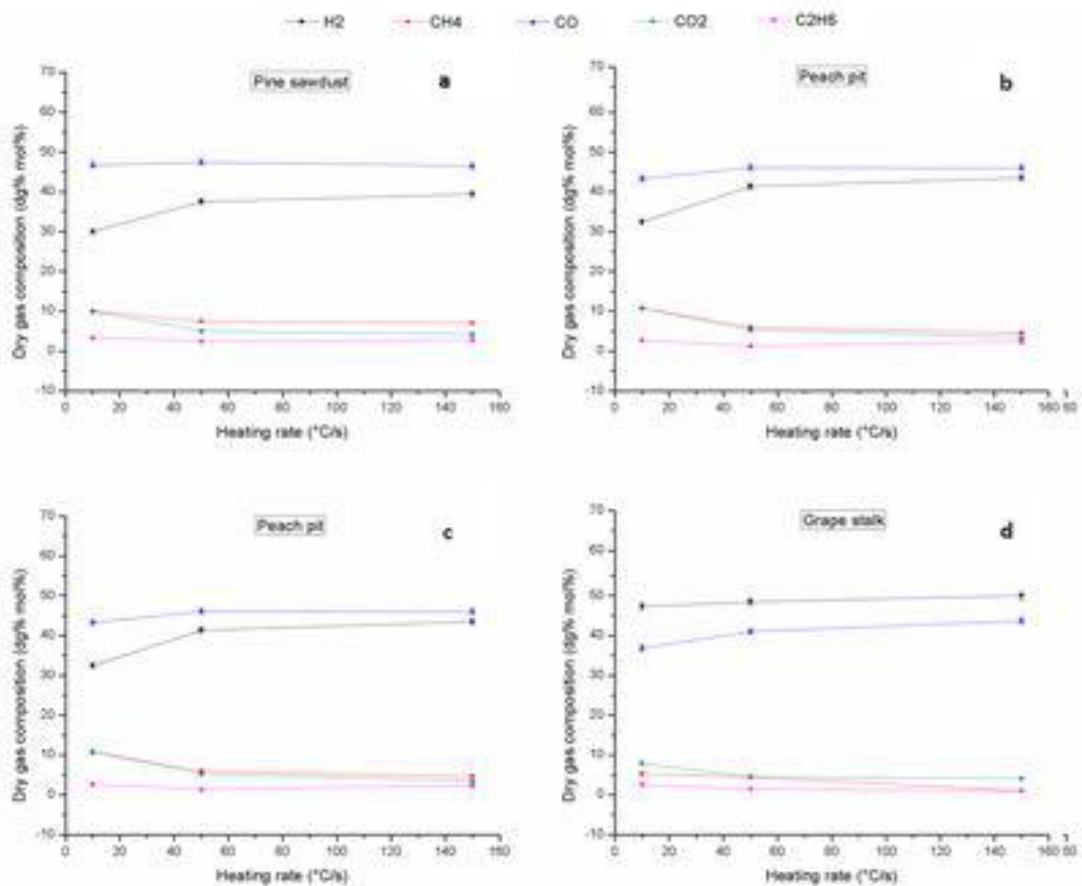 H2 CH4 CO CO2 C2H6
Pine sawdust a
70
60
50
40
30
20
10
0
-10
Dry gas composition (dg% mol%)
0 20 40 60 80 100 120 140 160
Heating rate (°C/s)
Peach pit b
70
60
50
40
30
20
10
0
-10
Dry gas composition (dg% mol%)
0 20 40 60 80 100 120 140 160 60
Heating rate (°C/s)
Peach pit c
70
60
50
40
30
20
10
0
-10
Dry gas composition (dg% mol%)
0 20 40 60 80 100 120 140 160
Heating rate (°C/s)
Grape stalk d
70
60
50
40
30
20
10
0
-10
Dry gas composition (dg% mol%)
0 20 40 60 80 100 120 140 160 60
Heating rate (°C/s)